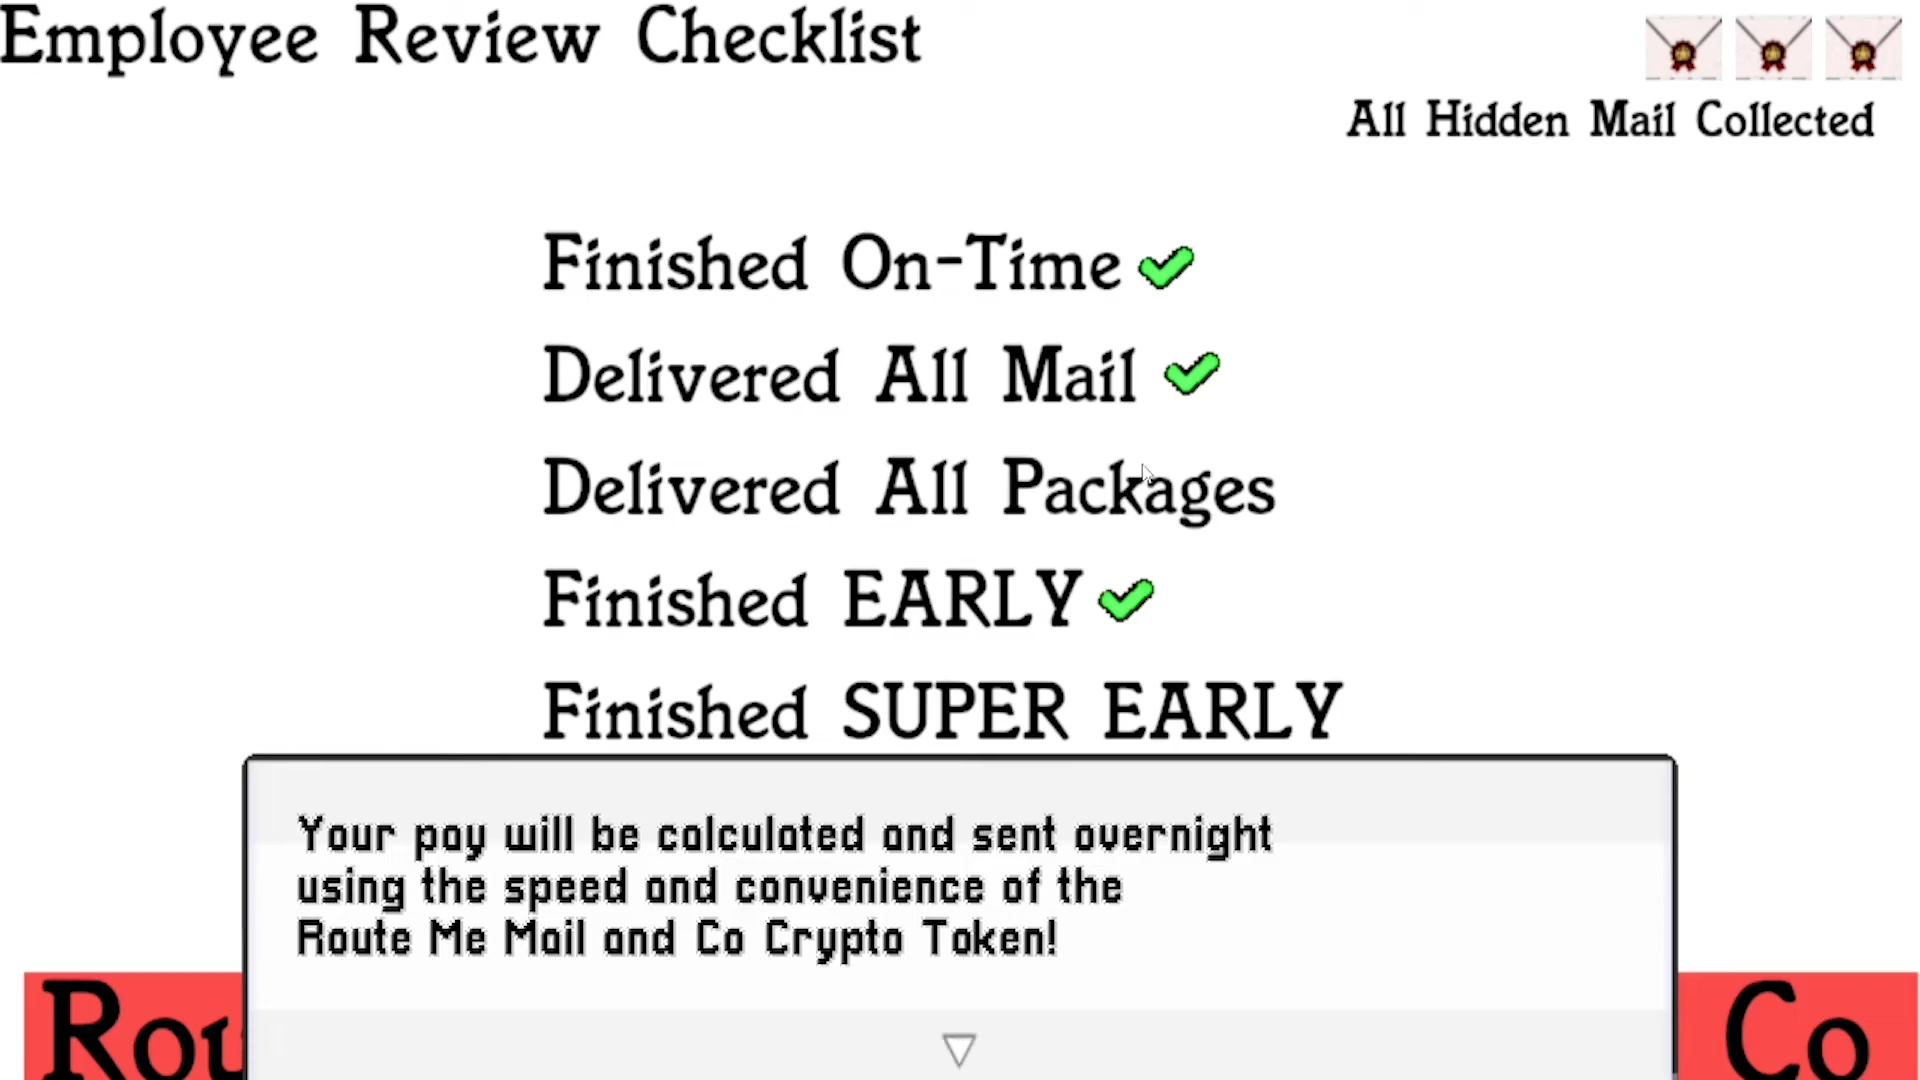 Employee Review Checklist
All Hidden Mail Collected
Finished On-Time
Delivered All Mail
Delivered All Packages
Finished EARLY
Finished SUPER EARLY
Your pay will be calculated and sent overnight
using the speed and convenience of the
Route Me Mail and Co Crypto Token!
Co